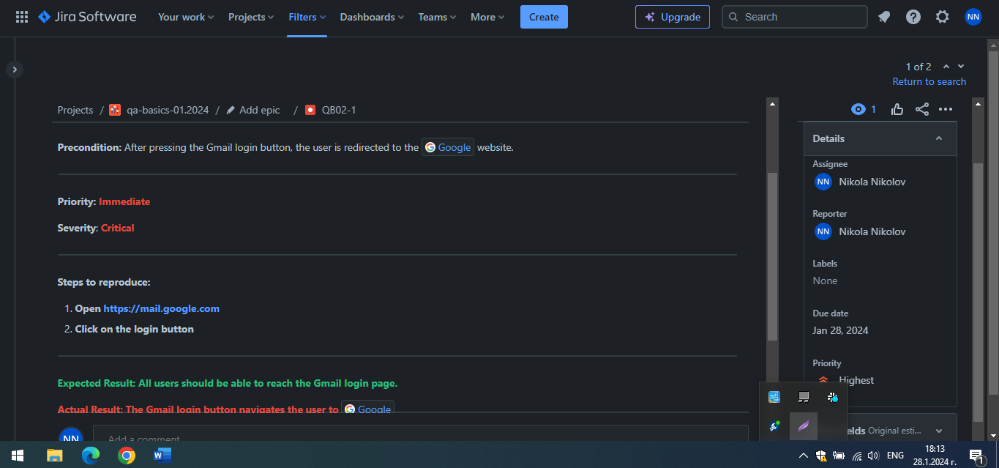 Jira Software Your work Projects Filters Dashboards Teams More Create Upgrade Search NN
1 of 2
Return to search
Projects / qa-basics-01.2024 / Add epic / QB02-1
1
Precondition: After pressing the Gmail login button, the user is redirected to the Google website.
Priority: Immediate
Severity: Critical
Steps to reproduce:
1. Open https://mail.google.com
2. Click on the login button
Expected Result: All users should be able to reach the Gmail login page.
Actual Result: The Gmail login button navigates the user to Google
NN Add a comment...
Details
Assignee
NN Nikola Nikolov
Reporter
NN Nikola Nikolov
Labels
None
Due date
Jan 28, 2024
Priority
Highest
elds Original esti...
ENG
18:13
28.1.2024 г.
1